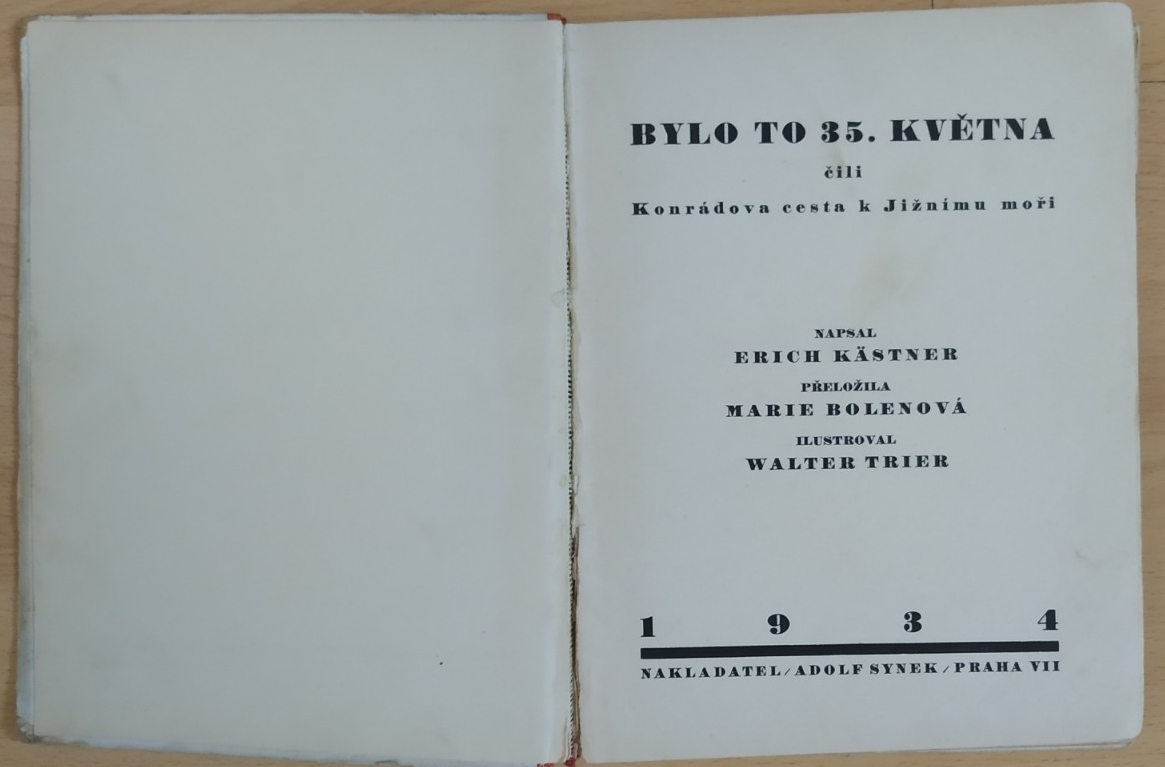 BYLO TO 35. KVĚTNA
čili
Konrádova cesta k Jižnímu moři
NAPSAL
ERICH KÄSTNER
PŘELOŽILA
MARIE BOLENOVÁ
ILUSTROVAL
WALTER TRIER
1 9 3 4
NAKLADATEL/ADOLF SYNEK/PRAHA VII